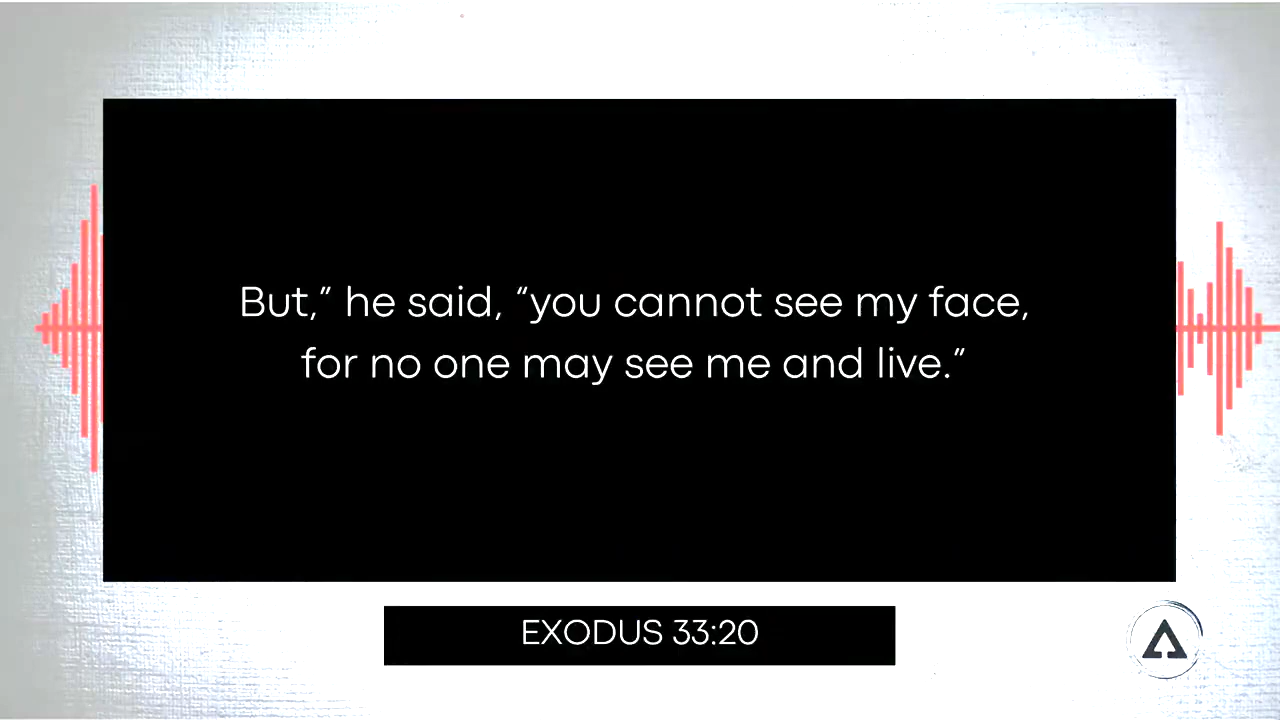 But,” he said, “you cannot see my face,
for no one may see me and live.”
EXODUS 33:20